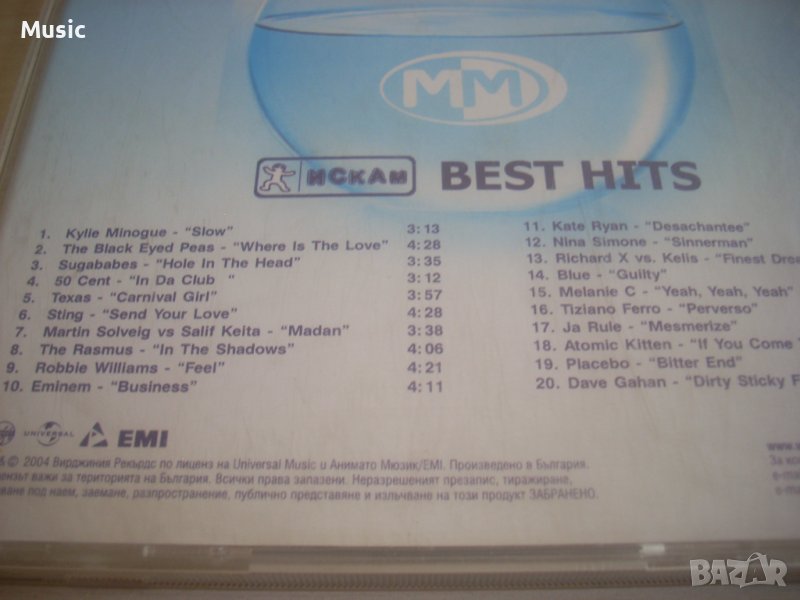 Music
MM
ИСКАМ BEST HITS
1. Kylie Minogue - “Slow” 3:13
2. The Black Eyed Peas - “Where Is The Love” 4:28
3. Sugababes - “Hole In The Head” 3:35
4. 50 Cent - “In Da Club ” 3:12
5. Texas - “Carnival Girl” 3:57
6. Sting - “Send Your Love” 4:28
7. Martin Solveig vs Salif Keita - “Madan” 3:38
8. The Rasmus - “In The Shadows” 4:06
9. Robbie Williams - “Feel” 4:21
10. Eminem - “Business” 4:11
11. Kate Ryan - “Desachantee”
12. Nina Simone - “Sinnerman”
13. Richard X vs. Kelis - “Finest
14. Blue - “Guilty”
15. Melanie C - “Yeah, Yeah, Yeah”
16. Tiziano Ferro - “Perverso”
17. Ja Rule - “Mesmerize”
18. Atomic Kitten - “If You Come
19. Placebo - “Bitter End”
20. Dave Gahan - “Dirty Sticky
UNIVERSAL EMI
© 2004 Вирджиния Рекърдс по лиценз на Universal Music и Анимато Мюзик/EMI. Произведено в България.
важи за територията на България. Всички права запазени. Неразрешеният презапис, тиражиране,
под наем, заемане, разпространение, публично представяне и излъчване на този продукт ЗАБРАНЕНО.
За
BAZAR